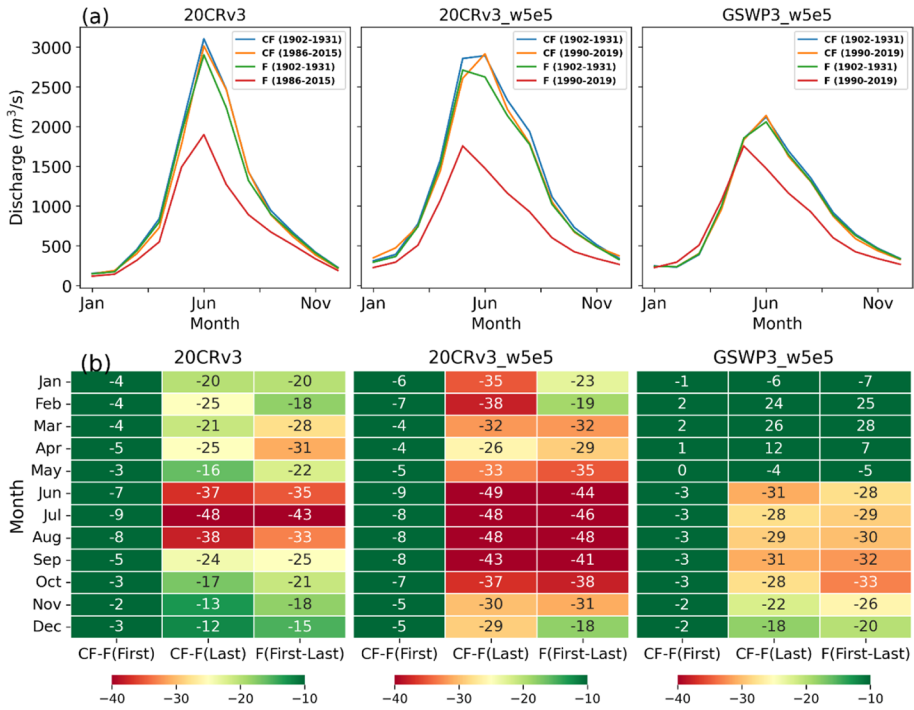 (a)
20CRv3
20CRv3_w5e5
GSWP3_w5e5
Discharge (m³/s)
3000
2500
2000
1500
1000
500
0
CF (1902-1931)
CF (1986-2015)
F (1902-1931)
F (1986-2015)
CF (1902-1931)
CF (1990-2019)
F (1902-1931)
F (1990-2019)
CF (1902-1931)
CF (1990-2019)
F (1902-1931)
F (1990-2019)
Jan Jun Nov Jan Jun Nov Jan Jun Nov
Month Month Month
(b)
20CRv3 20CRv3_w5e5 GSWP3_w5e5
Month
Jan -4 -20 -20 -6 -35 -23 -1 -6 -7
Feb -4 -25 -18 -7 -38 -19 2 24 25
Mar -4 -21 -28 -4 -32 -32 2 26 28
Apr -5 -25 -31 -4 -26 -29 1 12 7
May -3 -16 -22 -5 -33 -35 0 -4 -5
Jun -7 -37 -35 -9 -49 -44 -3 -31 -28
Jul -9 -48 -43 -8 -48 -46 -3 -28 -29
Aug -8 -38 -33 -8 -48 -48 -3 -29 -30
Sep -5 -24 -25 -8 -43 -41 -3 -31 -32
Oct -3 -17 -21 -7 -37 -38 -3 -28 -33
Nov -2 -13 -18 -5 -30 -31 -2 -22 -26
Dec -3 -12 -15 -5 -29 -18 -2 -18 -20
CF-F(First) CF-F(Last) F(First-Last) CF-F(First) CF-F(Last) F(First-Last) CF-F(First) CF-F(Last) F(First-Last)
−40 −30 −20 −10 −40 −30 −20 −10 −40 −30 −20 −10